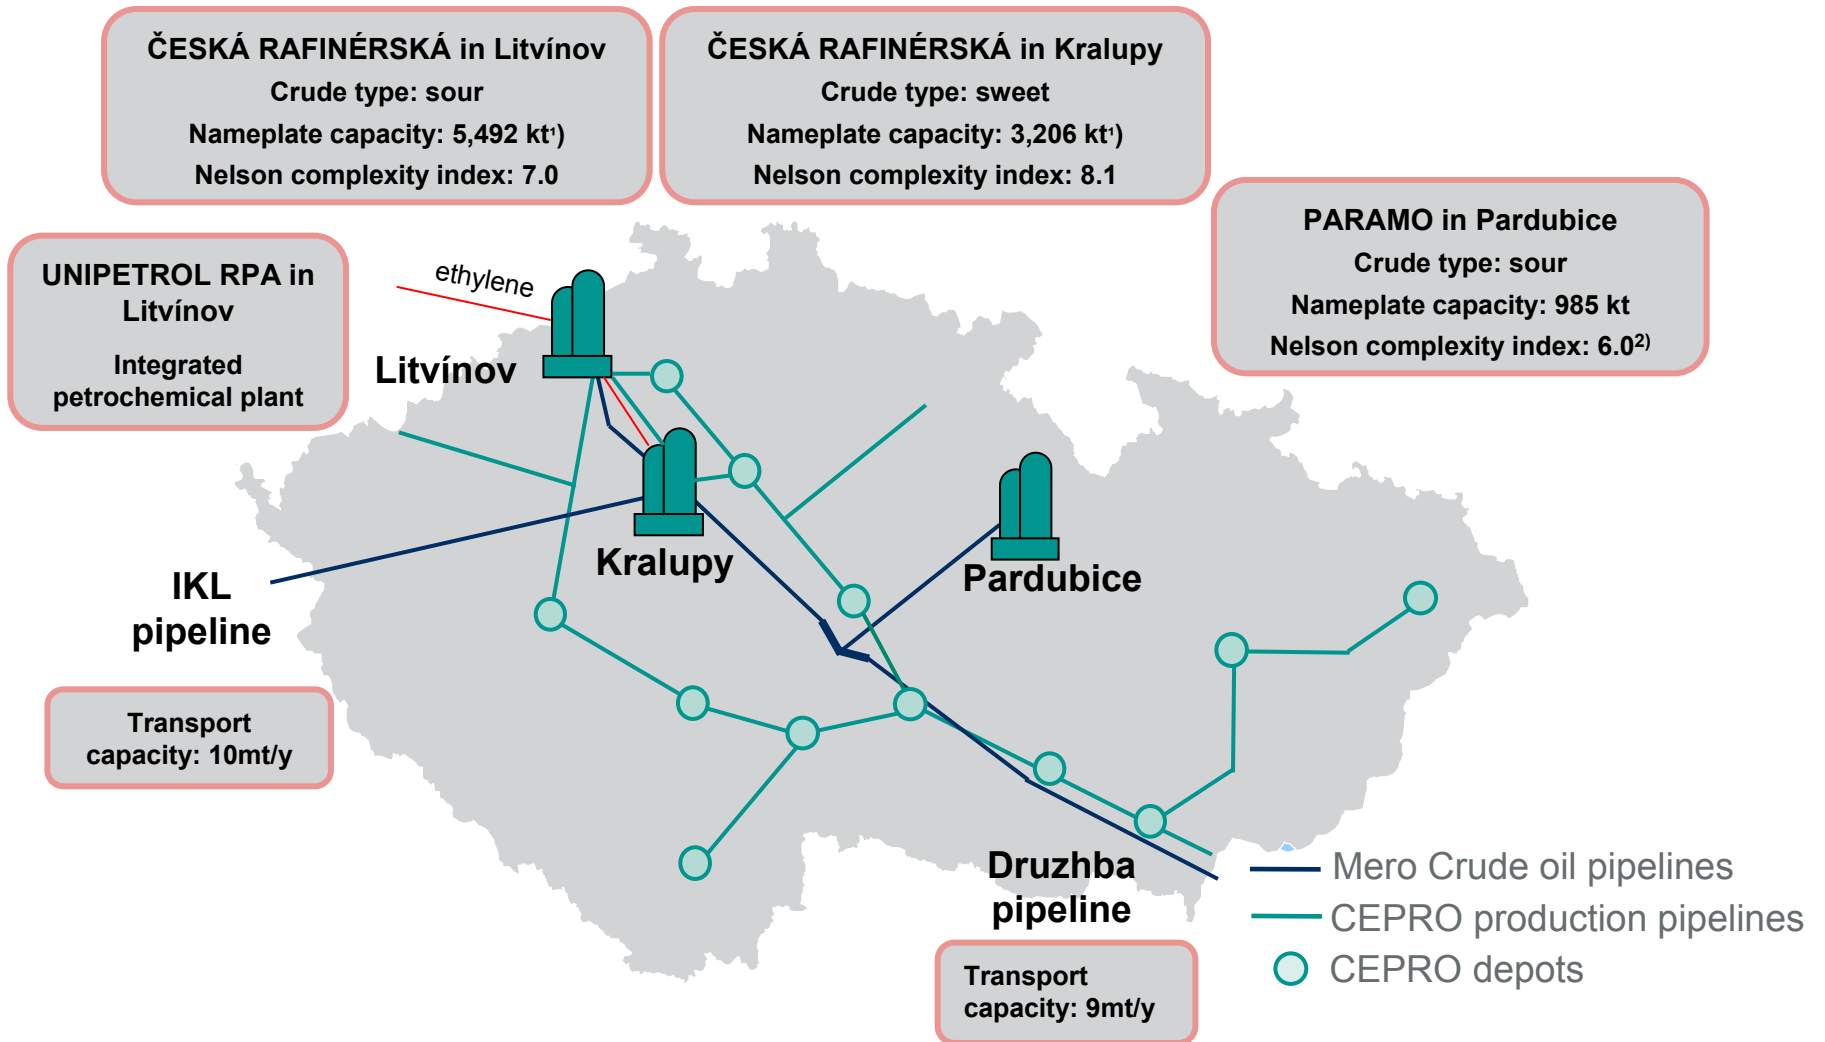 ČESKÁ RAFINÉRSKÁ in Litvínov
Crude type: sour
Nameplate capacity: 5,492 kt¹)
Nelson complexity index: 7.0
ČESKÁ RAFINÉRSKÁ in Kralupy
Crude type: sweet
Nameplate capacity: 3,206 kt¹)
Nelson complexity index: 8.1
PARAMO in Pardubice
Crude type: sour
Nameplate capacity: 985 kt
Nelson complexity index: 6.0²⁾
UNIPETROL RPA in
Litvínov
Integrated
petrochemical plant
ethylene
Litvínov
Kralupy
Pardubice
IKL
pipeline
Transport
capacity: 10mt/y
Druzhba
pipeline
Transport
capacity: 9mt/y
Mero Crude oil pipelines
CEPRO production pipelines
CEPRO depots